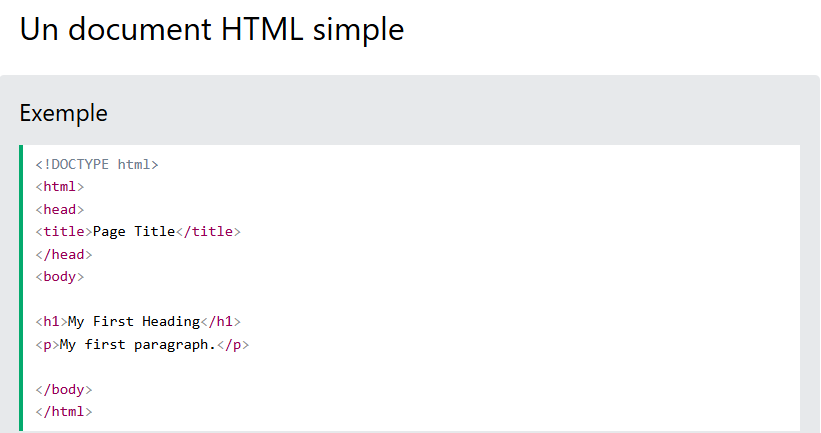 Un document HTML simple
Exemple
<!DOCTYPE html>
<html>
<head>
<title>Page Title</title>
</head>
<body>
<h1>My First Heading</h1>
<p>My first paragraph.</p>
</body>
</html>